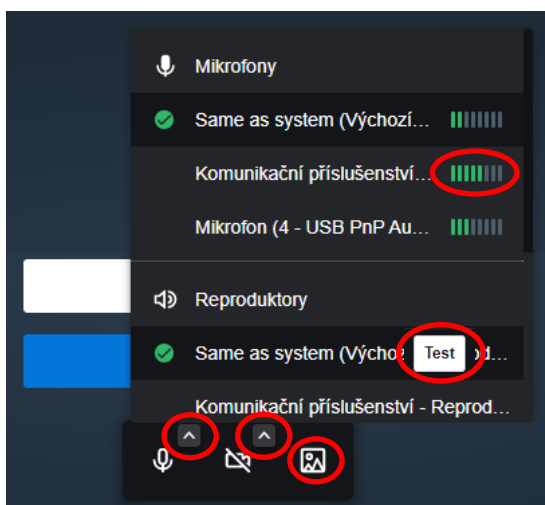 Mikrofony
Same as system (Výchozí…
Komunikační příslušenství…
Mikrofon (4 - USB PnP Au…
Reproduktory
Same as system (Výchoz Test od…
Komunikační příslušenství - Reprod…